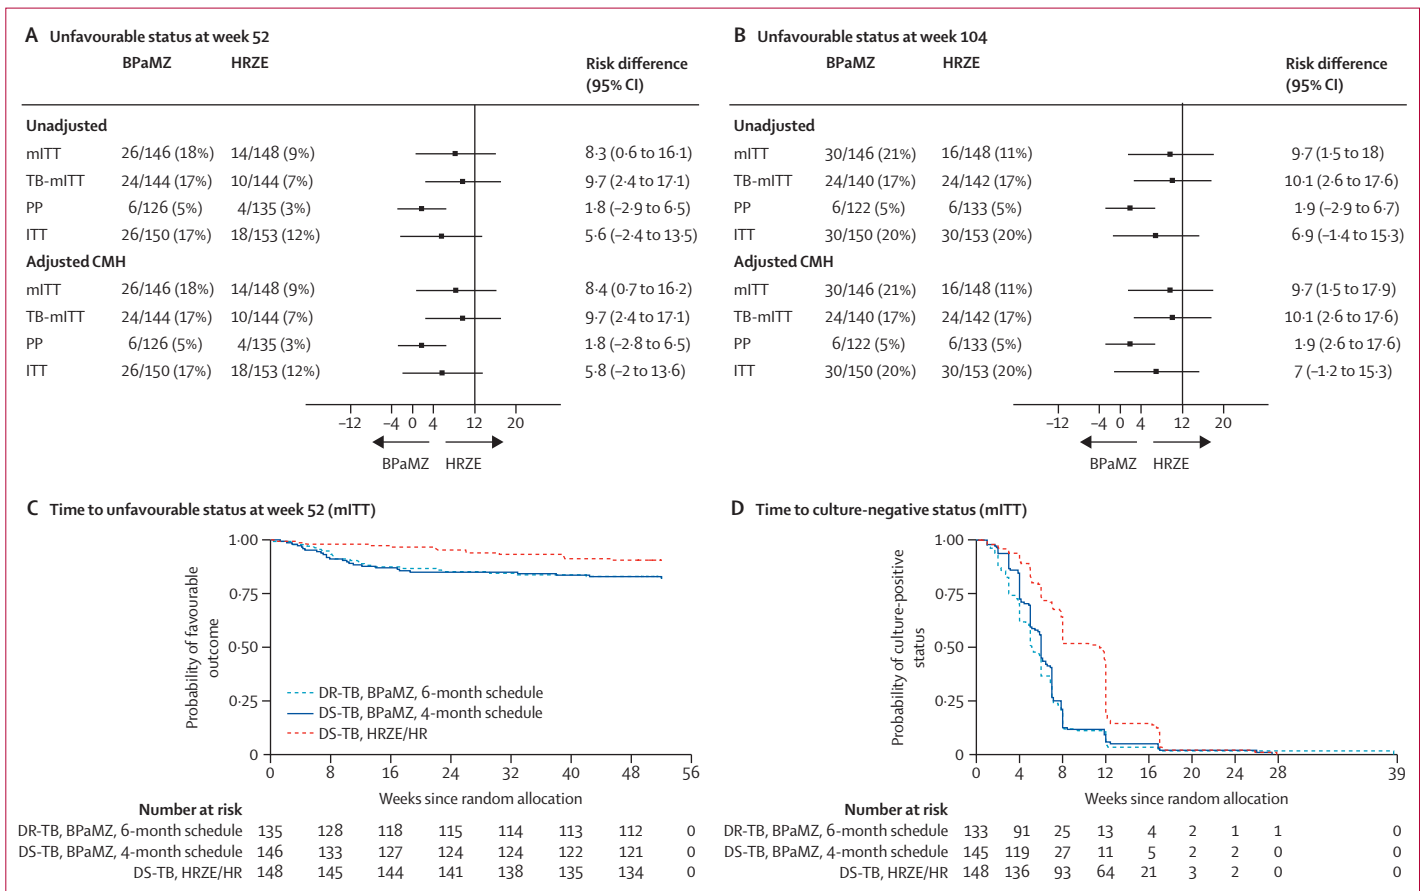 A Unfavourable status at week 52
BPaMZ HRZE Risk difference
(95% CI)
Unadjusted
mITT 26/146 (18%) 14/148 (9%) 8·3 (0·6 to 16·1)
TB-mITT 24/144 (17%) 10/144 (7%) 9·7 (2·4 to 17·1)
PP 6/126 (5%) 4/135 (3%) 1·8 (–2·9 to 6·5)
ITT 26/150 (17%) 18/153 (12%) 5·6 (–2·4 to 13·5)
Adjusted CMH
mITT 26/146 (18%) 14/148 (9%) 8·4 (0·7 to 16·2)
TB-mITT 24/144 (17%) 10/144 (7%) 9·7 (2·4 to 17·1)
PP 6/126 (5%) 4/135 (3%) 1·8 (–2·8 to 6·5)
ITT 26/150 (17%) 18/153 (12%) 5·8 (–2 to 13·6)
–12 –4 0 4 12 20
BPaMZ HRZE
B Unfavourable status at week 104
BPaMZ HRZE Risk difference
(95% CI)
Unadjusted
mITT 30/146 (21%) 16/148 (11%) 9·7 (1·5 to 18)
TB-mITT 24/140 (17%) 24/142 (17%) 10·1 (2·6 to 17·6)
PP 6/122 (5%) 6/133 (5%) 1·9 (–2·9 to 6·7)
ITT 30/150 (20%) 30/153 (20%) 6·9 (–1·4 to 15·3)
Adjusted CMH
mITT 30/146 (21%) 16/148 (11%) 9·7 (1·5 to 17·9)
TB-mITT 24/140 (17%) 24/142 (17%) 10·1 (2·6 to 17·6)
PP 6/122 (5%) 6/133 (5%) 1·9 (2·6 to 17·6)
ITT 30/150 (20%) 30/153 (20%) 7 (–1·2 to 15·3)
–12 –4 0 4 12 20
BPaMZ HRZE
C Time to unfavourable status at week 52 (mITT)
Probability of favourable
outcome
1·00
0·75
0·50
0·25
0
DR-TB, BPaMZ, 6-month schedule
DS-TB, BPaMZ, 4-month schedule
DS-TB, HRZE/HR
0 8 16 24 32 40 48 56
Weeks since random allocation
Number at risk
DR-TB, BPaMZ, 6-month schedule 135 128 118 115 114 113 112 0
DS-TB, BPaMZ, 4-month schedule 146 133 127 124 124 122 121 0
DS-TB, HRZE/HR 148 145 144 141 138 135 134 0
D Time to culture-negative status (mITT)
Probability of culture-positive
status
1·00
0·75
0·50
0·25
0
0 4 8 12 16 20 24 28 39
Weeks since random allocation
Number at risk
DR-TB, BPaMZ, 6-month schedule 133 91 25 13 4 2 1 1 0
DS-TB, BPaMZ, 4-month schedule 145 119 27 11 5 2 2 0 0
DS-TB, HRZE/HR 148 136 93 64 21 3 2 0 0